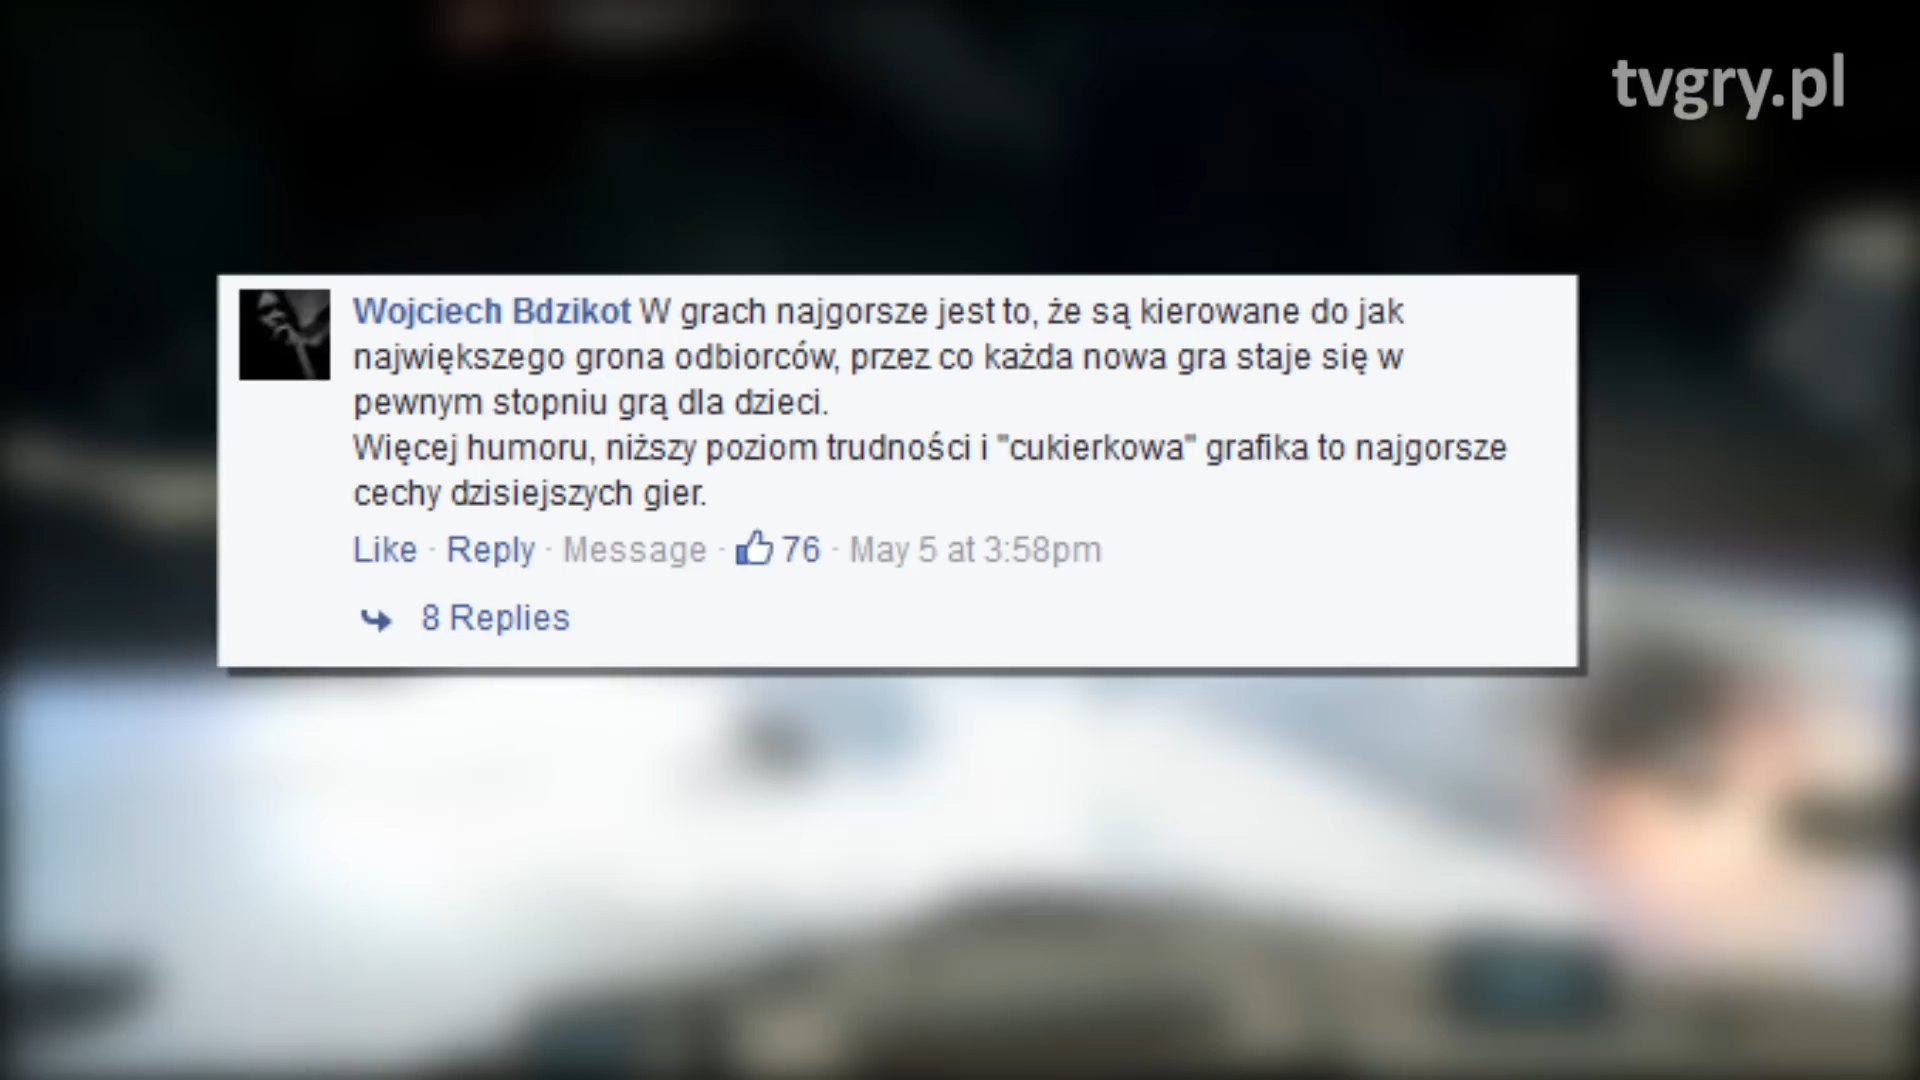 tvgry.pl
Wojciech Bdzikot W grach najgorsze jest to, że są kierowane do jak
największego grona odbiorców, przez co każda nowa gra staje się w
pewnym stopniu grą dla dzieci.
Więcej humoru, niższy poziom trudności i "cukierkowa" grafika to najgorsze
cechy dzisiejszych gier.
Like · Reply · Message · 76 · May 5 at 3:58pm
8 Replies